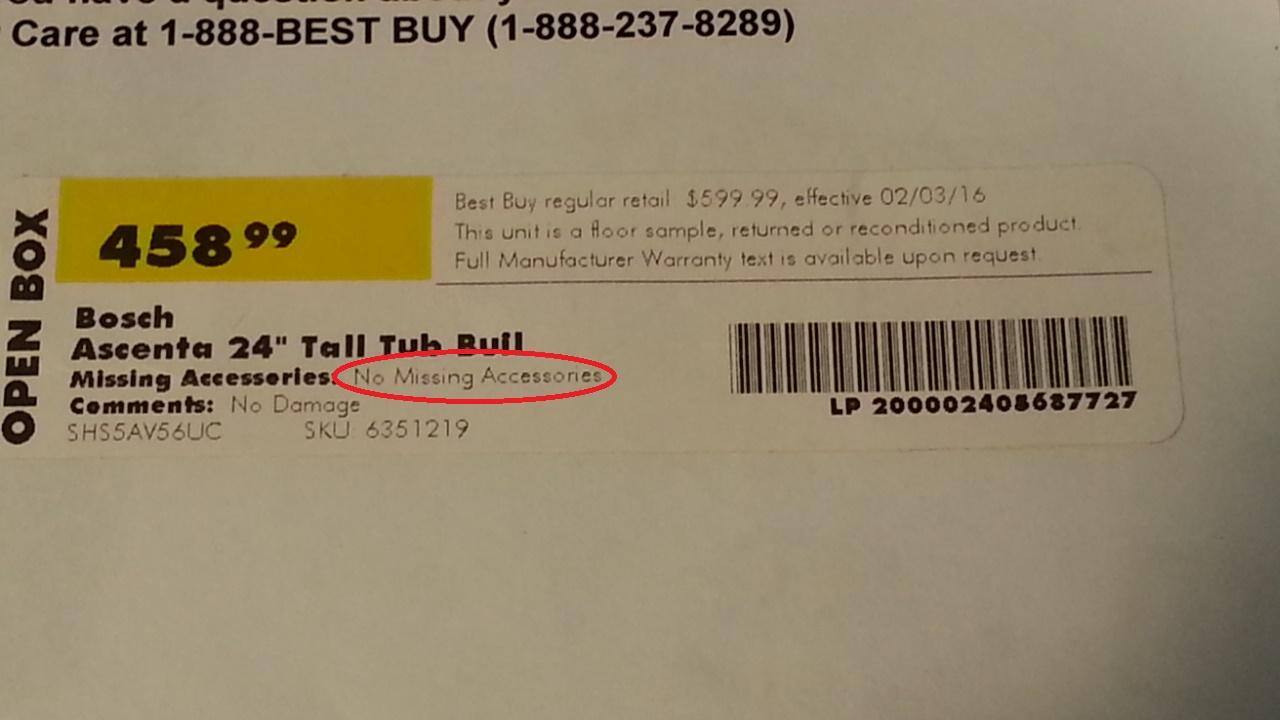 Care at 1-888-BEST BUY (1-888-237-8289)
OPEN BOX
458 99
Best Buy regular retail $599.99, effective 02/03/16
This unit is a floor sample, returned or reconditioned product.
Full Manufacturer Warranty text is available upon request.
Bosch
Ascenta 24" Tall Tub Buil
Missing Accessories: No Missing Accessories
Comments: No Damage
SHS5AV56UC SKU: 6351219
LP 200002408687727